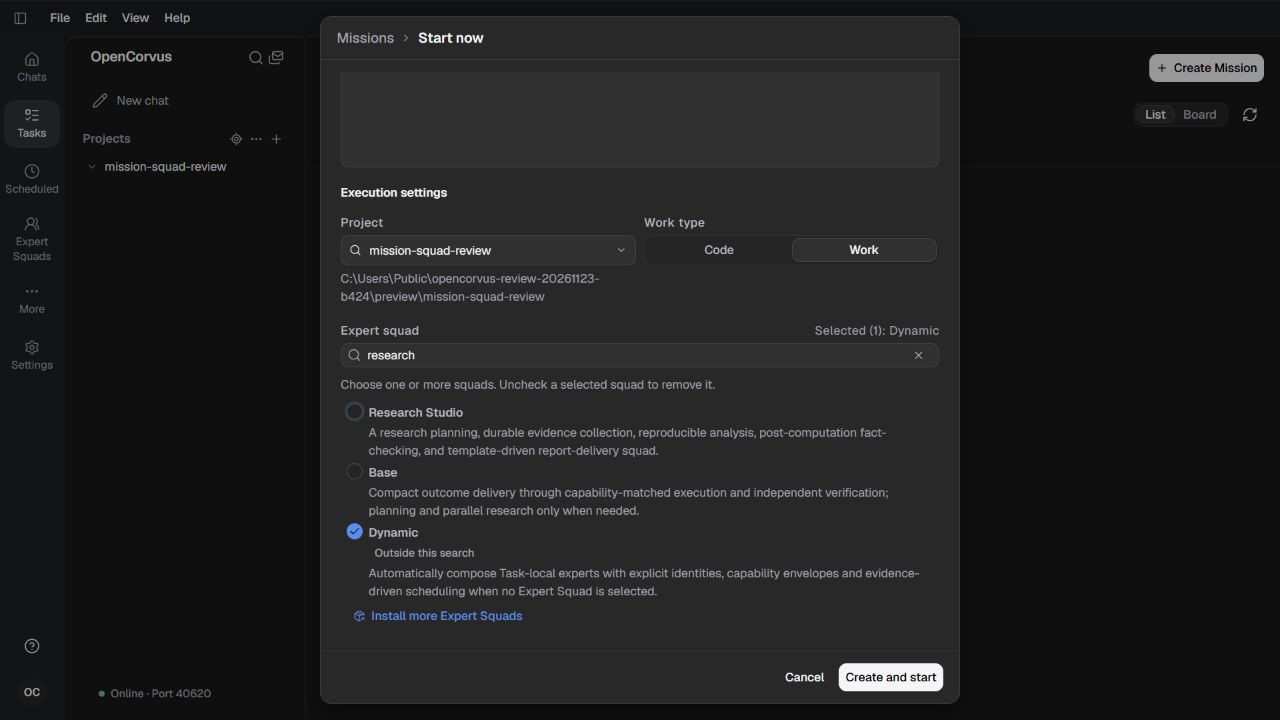 File Edit View Help
Chats
Tasks
Scheduled
Expert
Squads
More
Settings
OC
OpenCorvus
New chat
Projects
mission-squad-review
Online · Port 40620
Create Mission
List Board
Missions › Start now
Execution settings
Project
Work type
mission-squad-review
Code
Work
C:\Users\Public\opencorvus-review-20261123-
b424\preview\mission-squad-review
Expert squad
Selected (1): Dynamic
research
Choose one or more squads. Uncheck a selected squad to remove it.
Research Studio
A research planning, durable evidence collection, reproducible analysis, post-computation fact-
checking, and template-driven report-delivery squad.
Base
Compact outcome delivery through capability-matched execution and independent verification;
planning and parallel research only when needed.
Dynamic
Outside this search
Automatically compose Task-local experts with explicit identities, capability envelopes and evidence-
driven scheduling when no Expert Squad is selected.
Install more Expert Squads
Cancel
Create and start